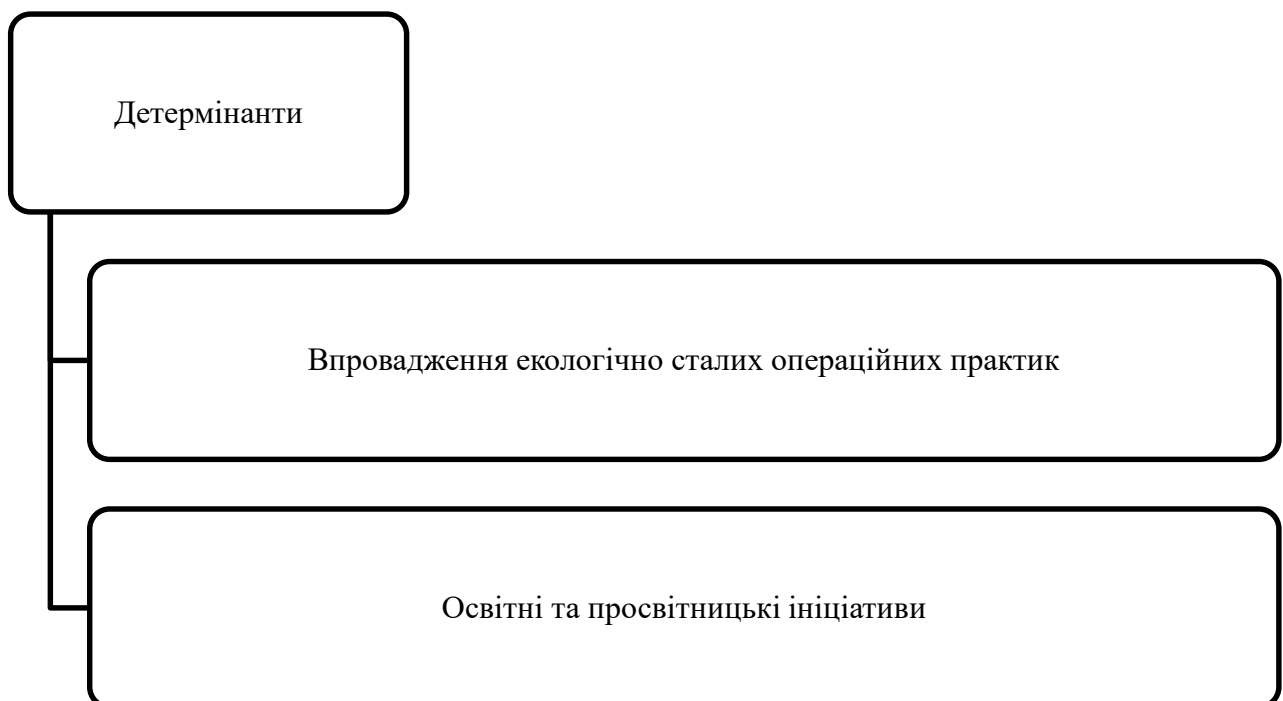 Детермінанти
Впровадження екологічно сталих операційних практик
Освітні та просвітницькі ініціативи